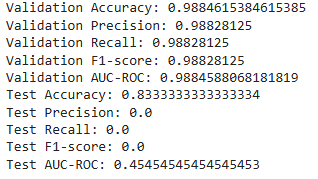 Validation Accuracy: 0.9884615384615385
Validation Precision: 0.98828125
Validation Recall: 0.98828125
Validation F1-score: 0.98828125
Validation AUC-ROC: 0.9884588068181819
Test Accuracy: 0.8333333333333334
Test Precision: 0.0
Test Recall: 0.0
Test F1-score: 0.0
Test AUC-ROC: 0.45454545454545453